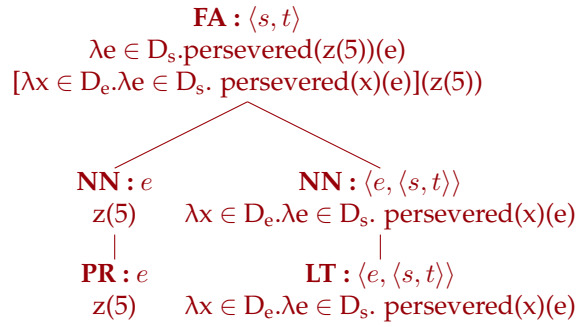 FA : ⟨s, t⟩
λe ∈ Dₛ.persevered(z(5))(e)
[λx ∈ Dₑ.λe ∈ Dₛ. persevered(x)(e)](z(5))
NN : e NN : ⟨e, ⟨s, t⟩⟩
z(5) λx ∈ Dₑ.λe ∈ Dₛ. persevered(x)(e)
PR : e LT : ⟨e, ⟨s, t⟩⟩
z(5) λx ∈ Dₑ.λe ∈ Dₛ. persevered(x)(e)